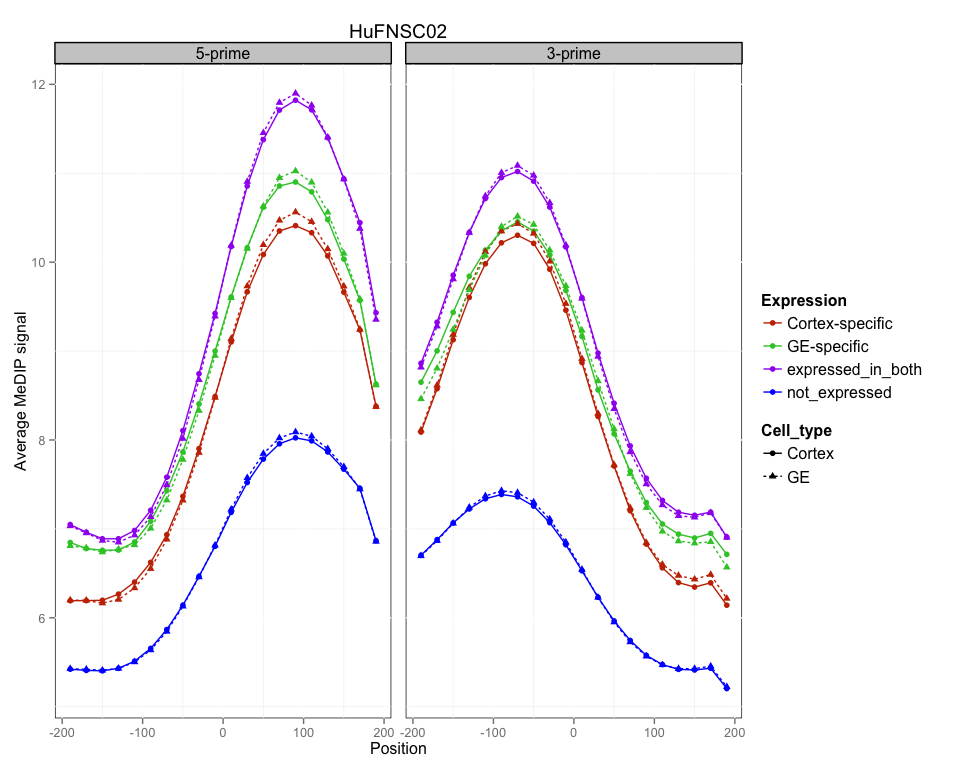 HuFNSC02
5-prime
3-prime
12
10
8
6
Average MeDIP signal
-200
-100
0
100
200
-200
-100
0
100
200
Position
Expression
Cortex-specific
GE-specific
expressed_in_both
not_expressed
Cell_type
Cortex
GE